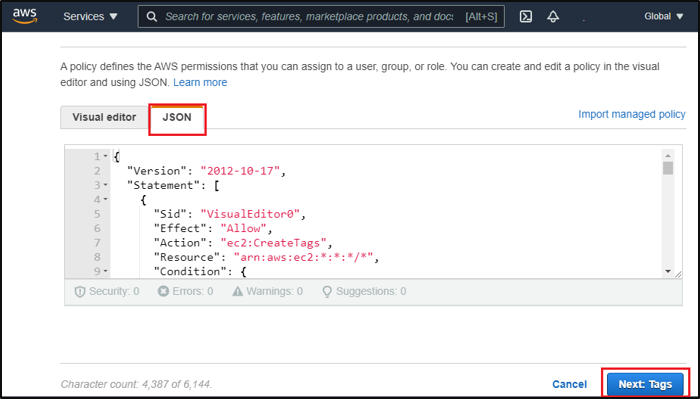 aws Services Search for services, features, marketplace products, and docs [Alt+S] Global
A policy defines the AWS permissions that you can assign to a user, group, or role. You can create and edit a policy in the visual
editor and using JSON. Learn more
Visual editor JSON Import managed policy
1 {
2 "Version": "2012-10-17",
3 "Statement": [
4 {
5 "Sid": "VisualEditor0",
6 "Effect": "Allow",
7 "Action": "ec2:CreateTags",
8 "Resource": "arn:aws:ec2:*:*:*/*",
9 "Condition": {
Security: 0 Errors: 0 Warnings: 0 Suggestions: 0
Character count: 4,387 of 6,144. Cancel Next: Tags